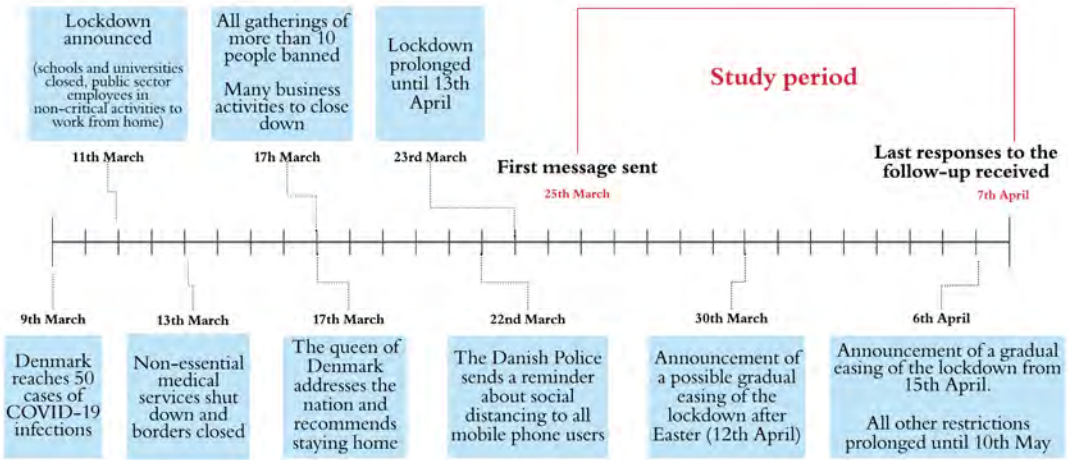 Lockdown
announced
(schools and universities
closed, public sector
employees in
non-critical activities to
work from home)
11th March
All gatherings of
more than 10
people banned
Many business
activities to close
down
17h March
Lockdown
prolonged
until 13th
April
23rd March
Study period
First message sent
25th March
Last responses to the
follow-up received
7th April
9th March
Denmark
reaches 50
cases of
COVID-19
infections
13th March
Non-essential
medical
services shut
down and
borders closed
17th March
The queen of
Denmark
addresses the
nation and
recommends
staying home
22nd March
The Danish Police
sends a reminder
about social
distancing to all
mobile phone users
30th March
Announcement of
a possible gradual
easing of the
lockdown after
Easter (12th April)
6th April
Announcement of a gradual
easing of the lockdown from
15th April.
All other restrictions
prolonged until 10th May